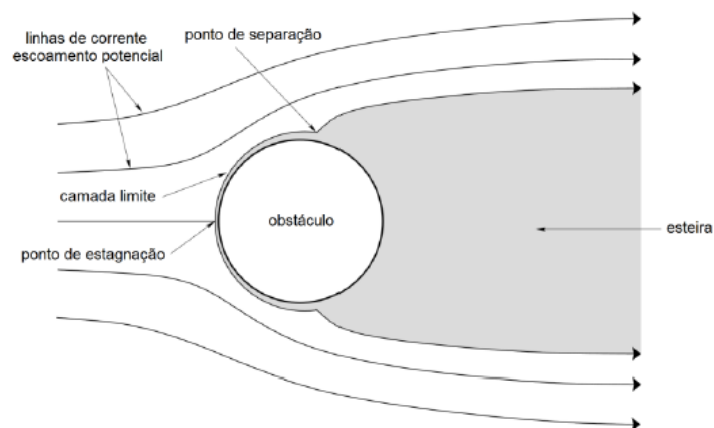 linhas de corrente
escoamento potencial
ponto de separação
camada limite
obstáculo
ponto de estagnação
esteira